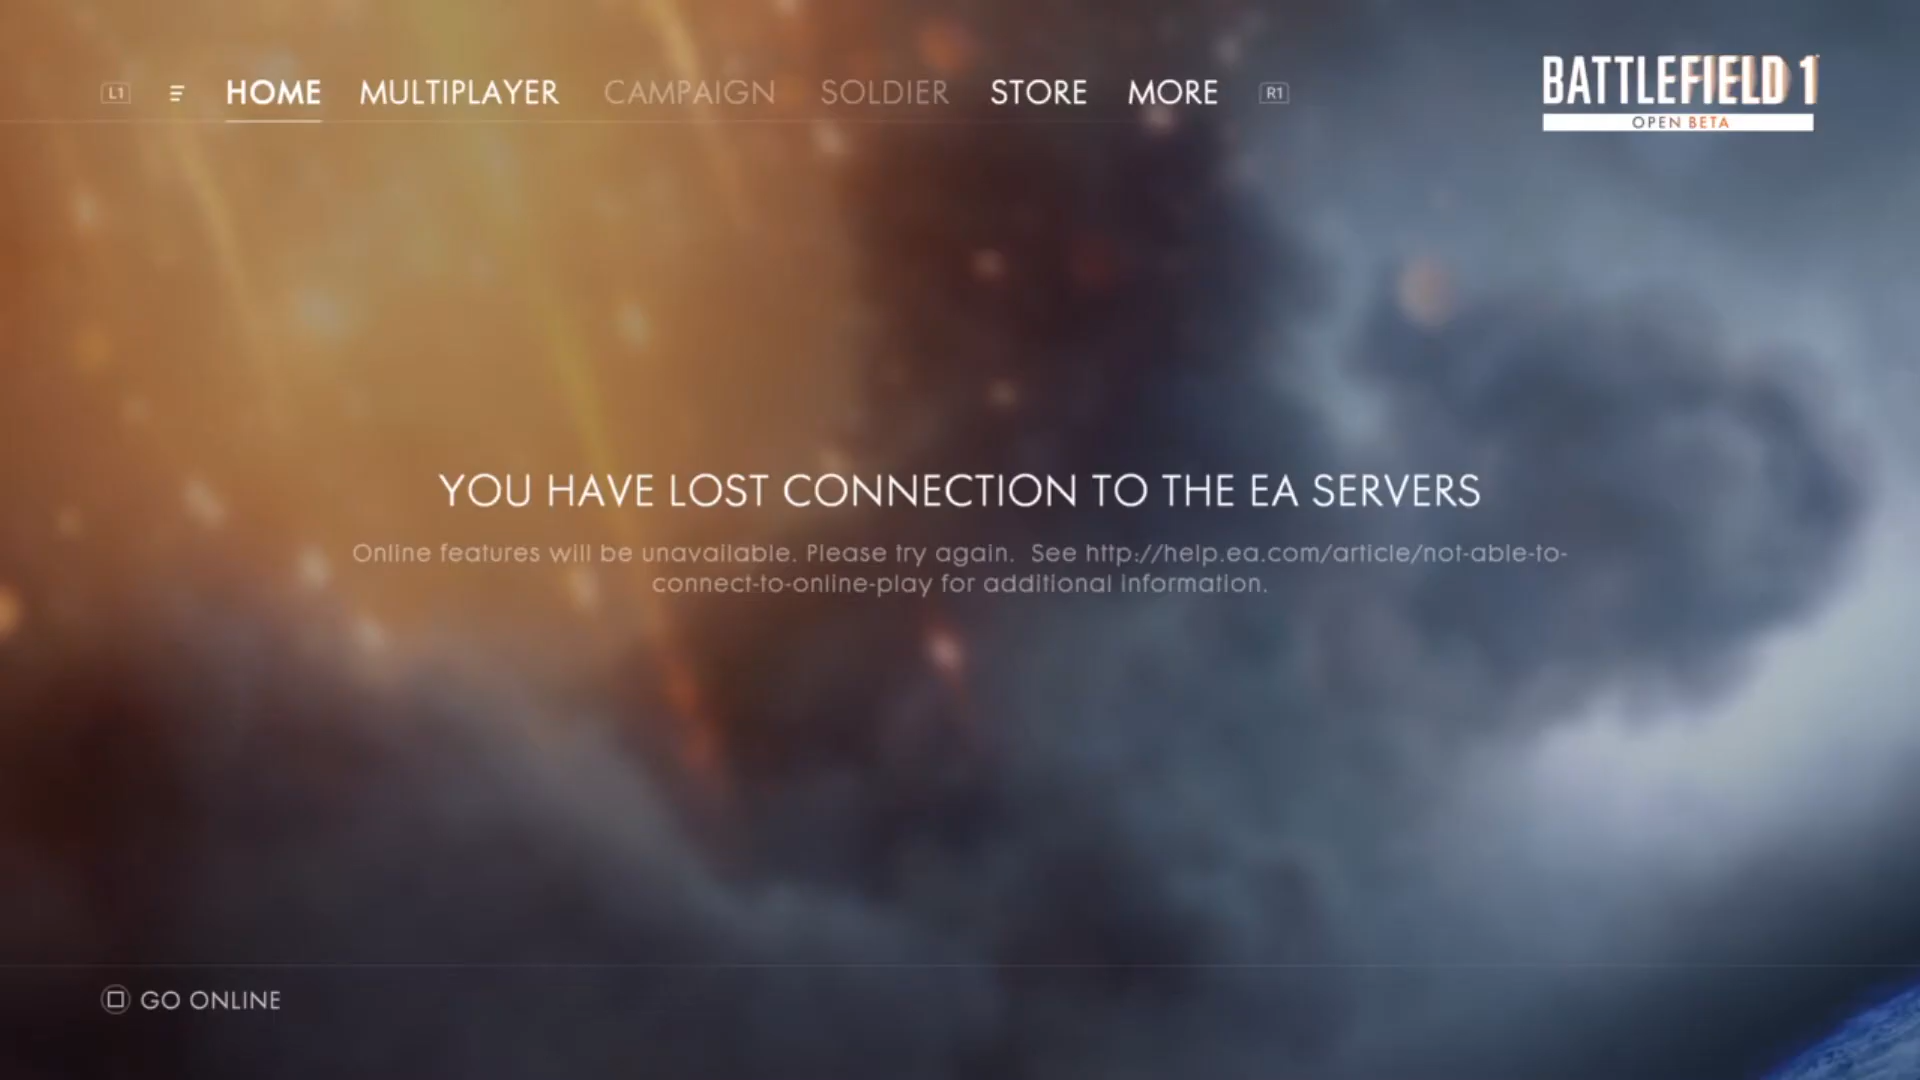 L1 HOME MULTIPLAYER CAMPAIGN SOLDIER STORE MORE R1
BATTLEFIELD 1
OPEN BETA
YOU HAVE LOST CONNECTION TO THE EA SERVERS
Online features will be unavailable. Please try again.  See http://help.ea.com/article/not-able-to-
connect-to-online-play for additional information.
GO ONLINE